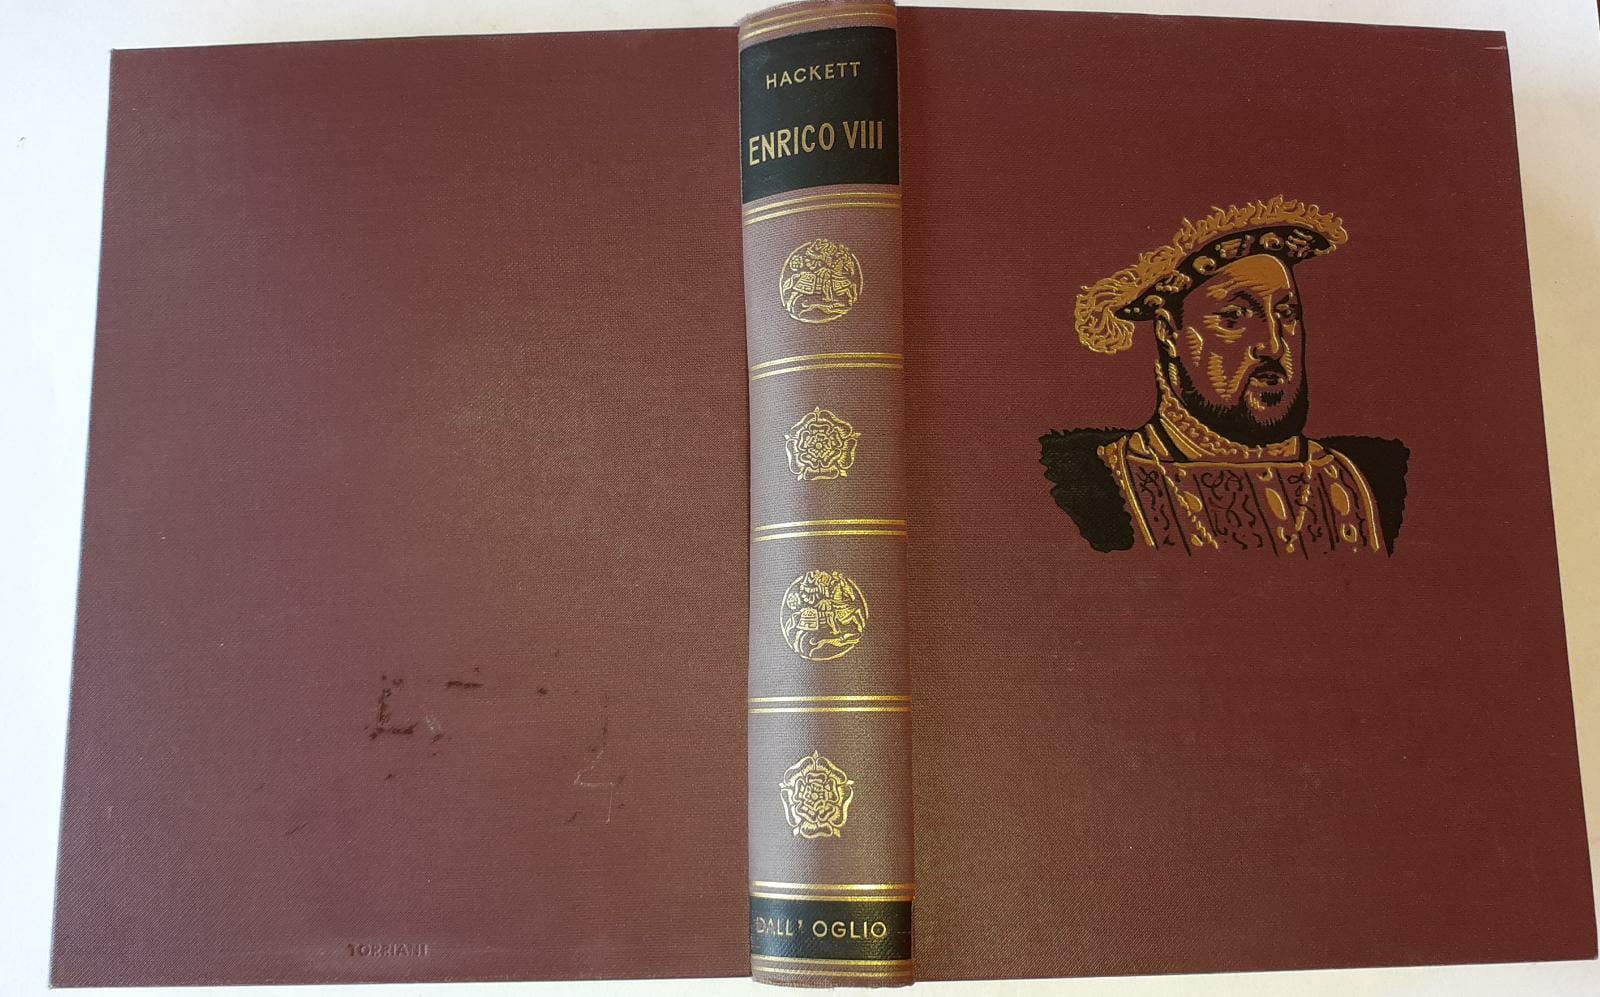 HACKETT
ENRICO VIII
DALL' OGLIO
TORRIANI